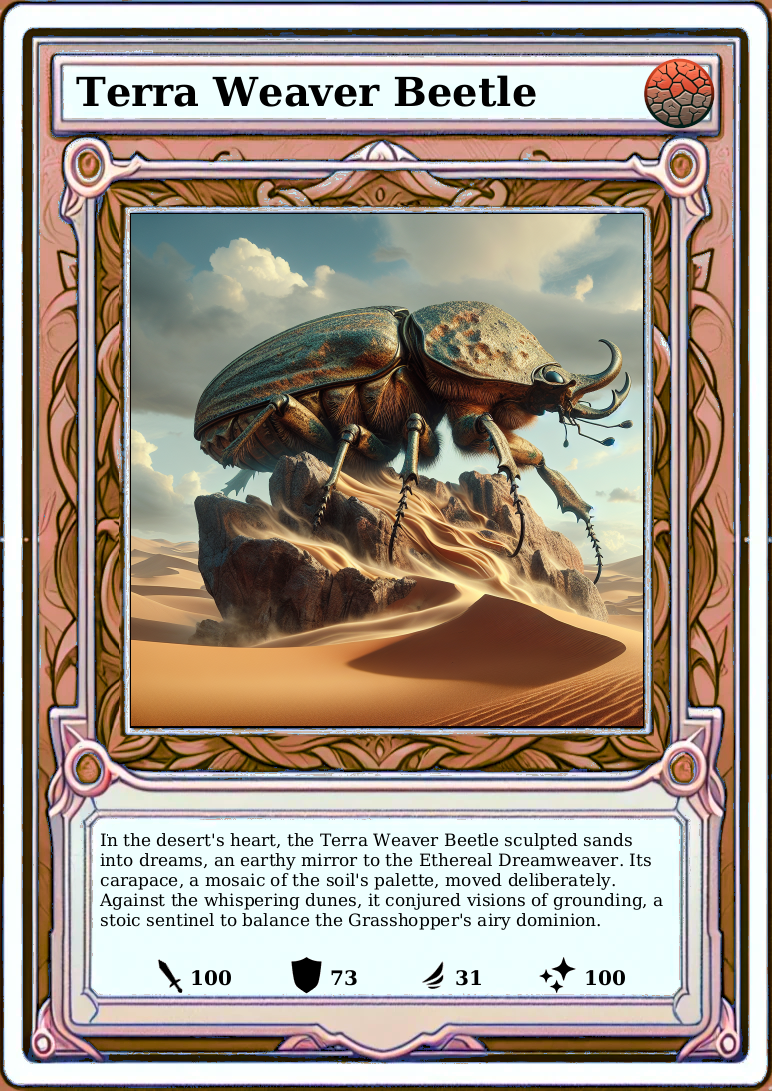 Terra Weaver Beetle
In the desert's heart, the Terra Weaver Beetle sculpted sands
into dreams, an earthy mirror to the Ethereal Dreamweaver. Its
carapace, a mosaic of the soil's palette, moved deliberately.
Against the whispering dunes, it conjured visions of grounding, a
stoic sentinel to balance the Grasshopper's airy dominion.
100 73 31 100